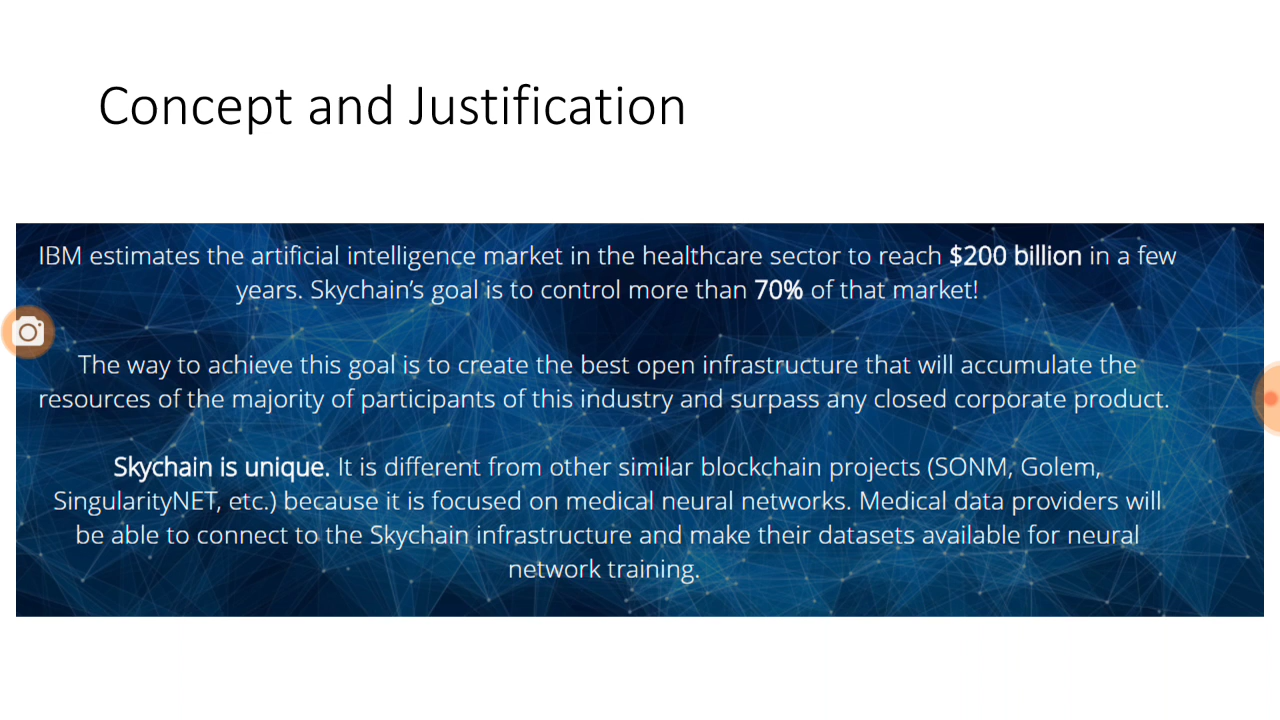 Concept and Justification
IBM estimates the artificial intelligence market in the healthcare sector to reach $200 billion in a few
years. Skychain’s goal is to control more than 70% of that market!
The way to achieve this goal is to create the best open infrastructure that will accumulate the
resources of the majority of participants of this industry and surpass any closed corporate product.
Skychain is unique. It is different from other similar blockchain projects (SONM, Golem,
SingularityNET, etc.) because it is focused on medical neural networks. Medical data providers will
be able to connect to the Skychain infrastructure and make their datasets available for neural
network training.